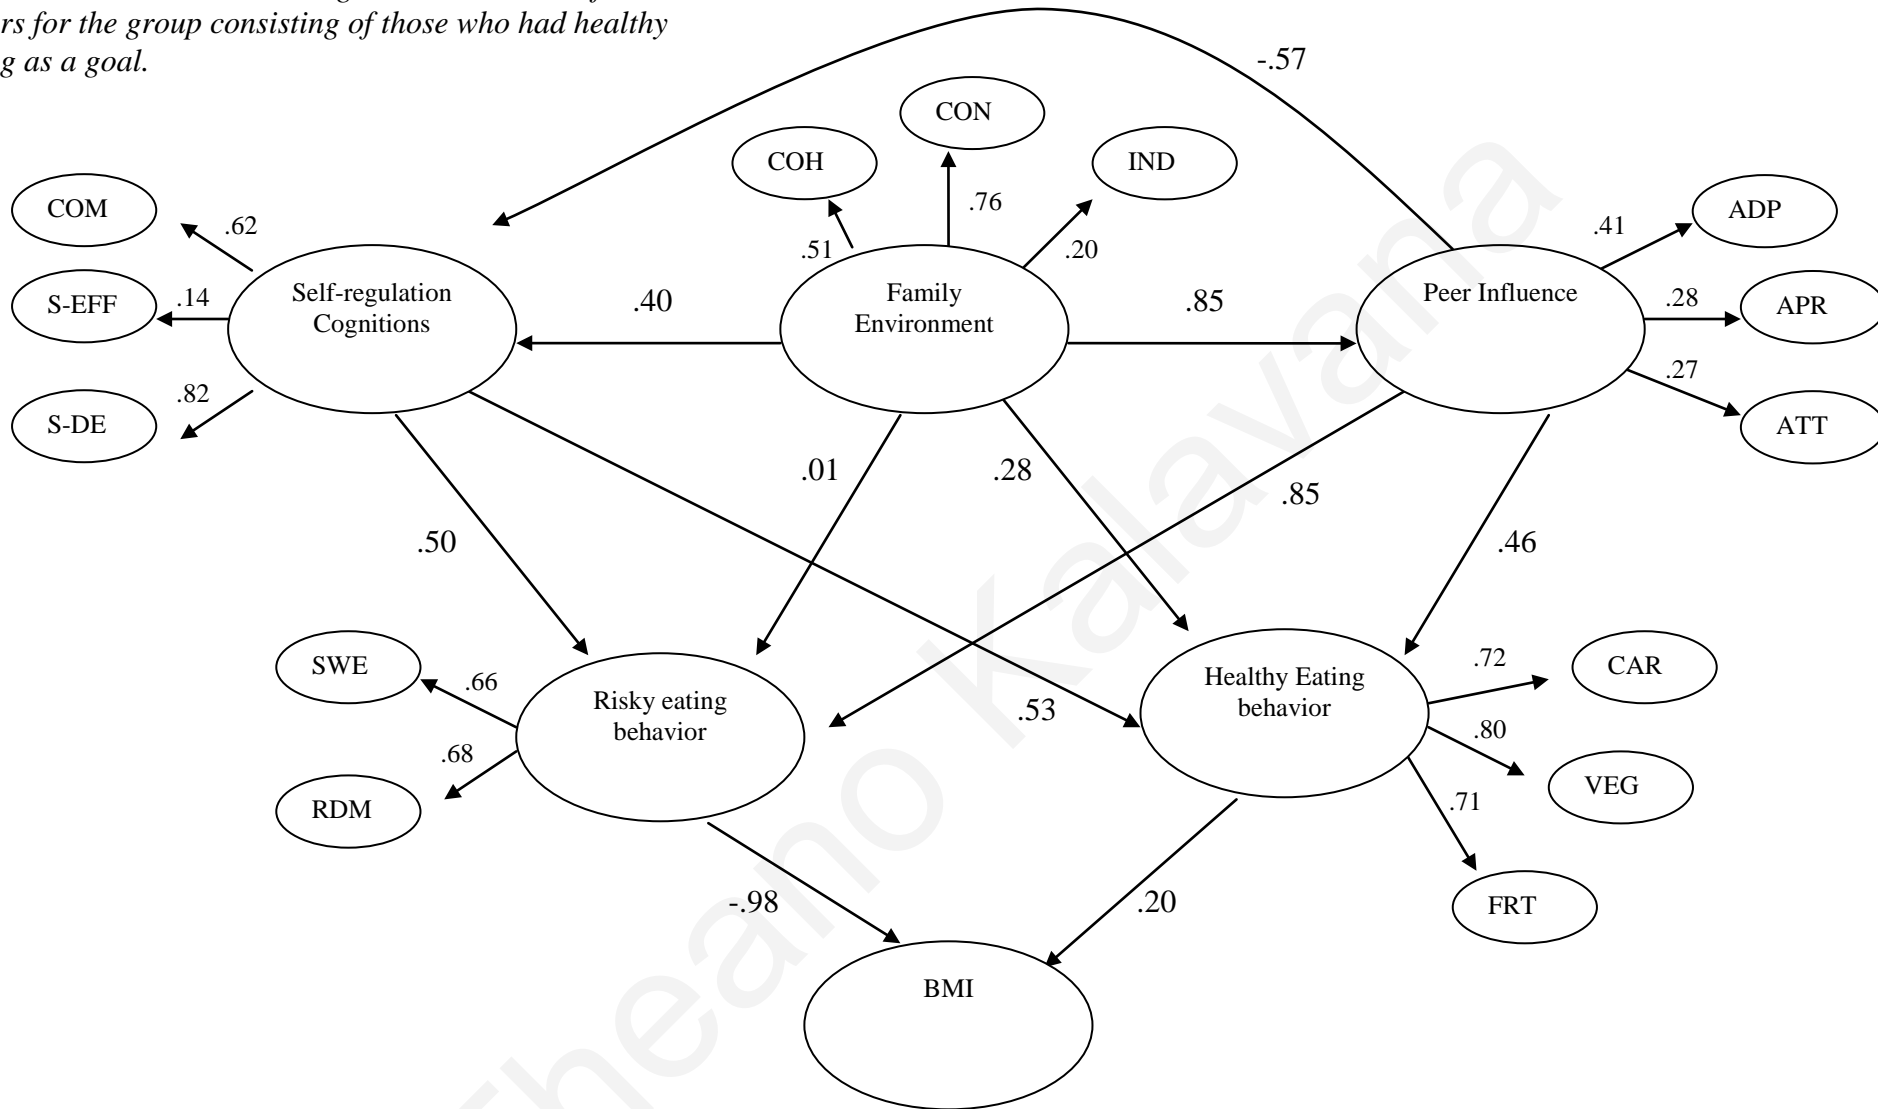 rs for the group consisting of those who had healthy
g as a goal.
-.57
CON
COH
IND
COM
.62
.76
.51
.20
.41
ADP
S-EFF
.14
Self-regulation
Cognitions
.40
Family
Environment
.85
Peer Influence
.28
APR
.82
S-DE
.27
ATT
.01
.28
.85
.50
.46
SWE
.66
Risky eating
behavior
.68
RDM
.53
Healthy Eating
behavior
.72
CAR
.80
VEG
.71
FRT
-.98
.20
BMI
Theano Kalavana